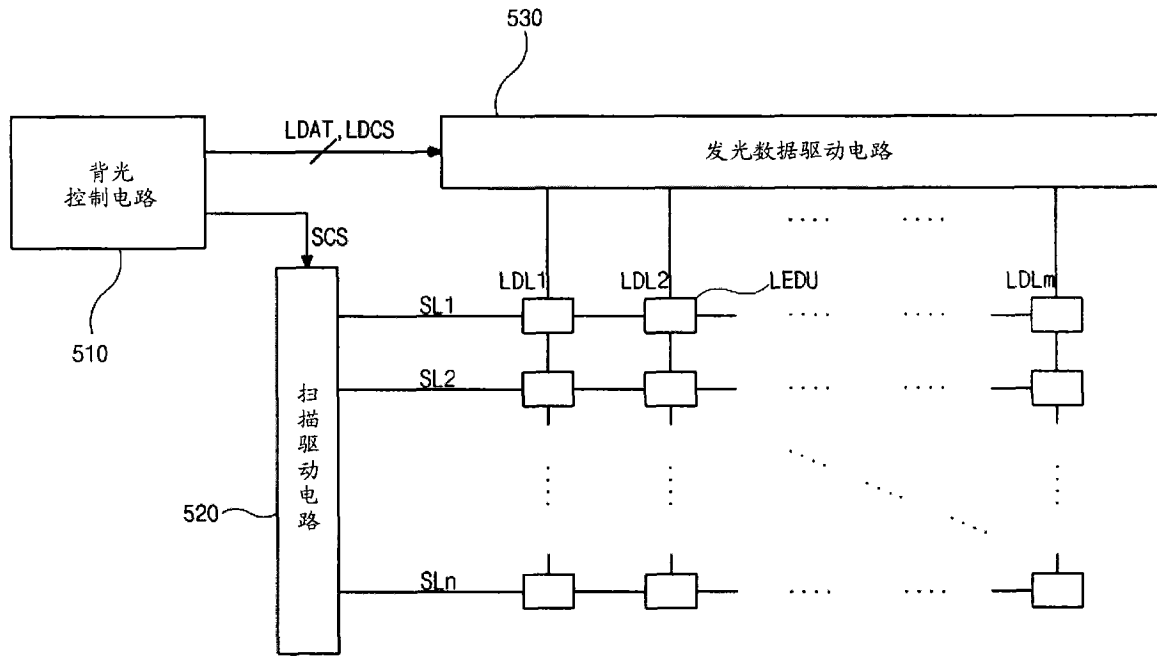 530
LDAT,LDCS
背光
控制电路
发光数据驱动电路
SCS
510
LDL1
LDL2
LEDU
LDLm
SL1
SL2
扫描驱动电路
520
SLn